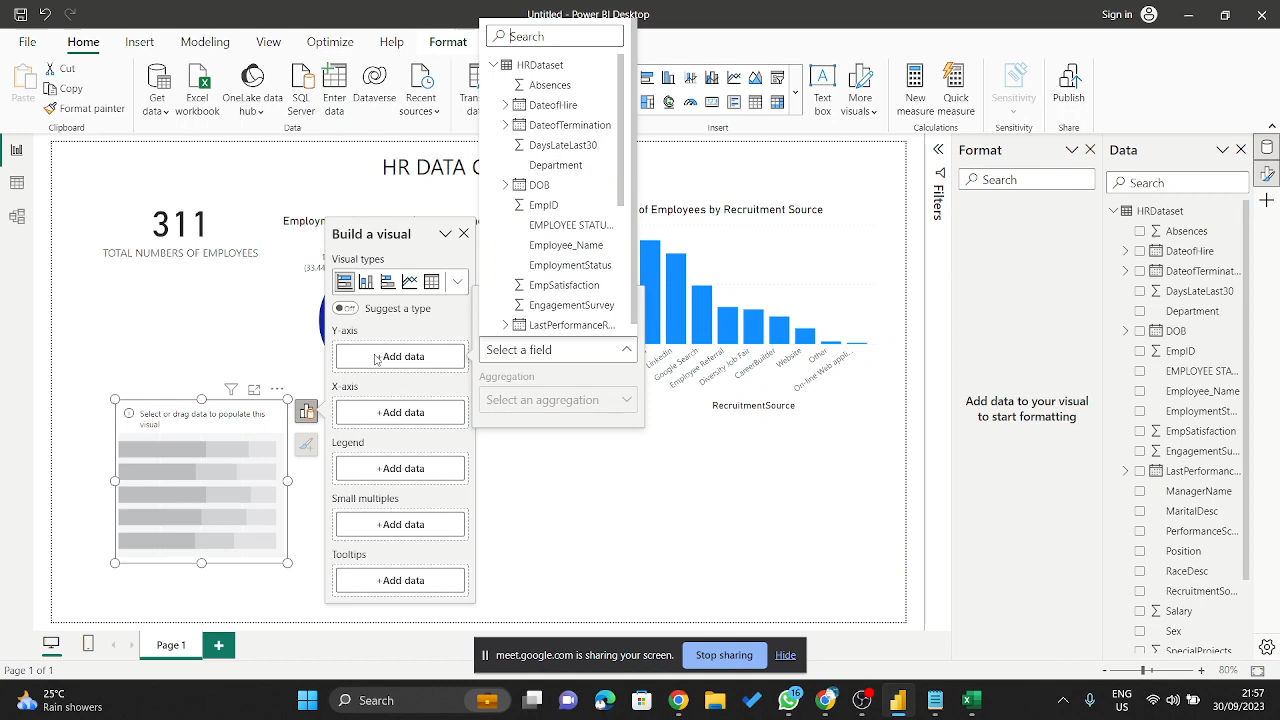 Untitled - Power BI Desktop
Sign in
File Home Insert Modeling View Optimize Help Format
Paste
Cut
Copy
Format painter
Clipboard
Get data
Excel workbook
OneLake data hub
SQL Server
Enter data
Dataverse
Recent sources
Data
Text box
More visuals
Insert
New measure
Quick measure
Calculations
Sensitivity
Sensitivity
Publish
Share
Search
HRDataset
Absences
DateofHire
DateofTermination
DaysLateLast30
Department
DOB
EmpID
EMPLOYEE STATU...
Employee_Name
EmploymentStatus
EmpSatisfaction
EngagementSurvey
LastPerformanceR...
Select a field
Aggregation
Select an aggregation
HR DATA
311
TOTAL NUMBERS OF EMPLOYEES
of Employees by Recruitment Source
LinkedIn
Google Search
Employee Referral
Diversity Job Fair
CareerBuilder
Website
Other
On-line Web appli...
RecruitmentSource
Select or drag data to populate this
visual
Build a visual
Visual types
Off Suggest a type
Y-axis
+Add data
X-axis
+Add data
Legend
+Add data
Small multiples
+Add data
Tooltips
+Add data
Filters
Format
Search
Add data to your visual
to start formatting
Data
Search
HRDataset
Absences
DateofHire
DateofTerminat...
DaysLateLast30
Department
DOB
EmpID
EMPLOYEE STA...
Employee_Name
EmploymentSt...
EmpSatisfaction
EngagementSu...
LastPerformanc...
ManagerName
MaritalDesc
PerformanceSc...
Position
RaceDesc
RecruitmentSo...
Salary
Sex
SpecialProjects
Page 1
Page 1 of 1
80%
meet.google.com is sharing your screen.
Stop sharing
Hide
25°C
Rain showers
Search
16
ENG
US
21:57
30/09/2023